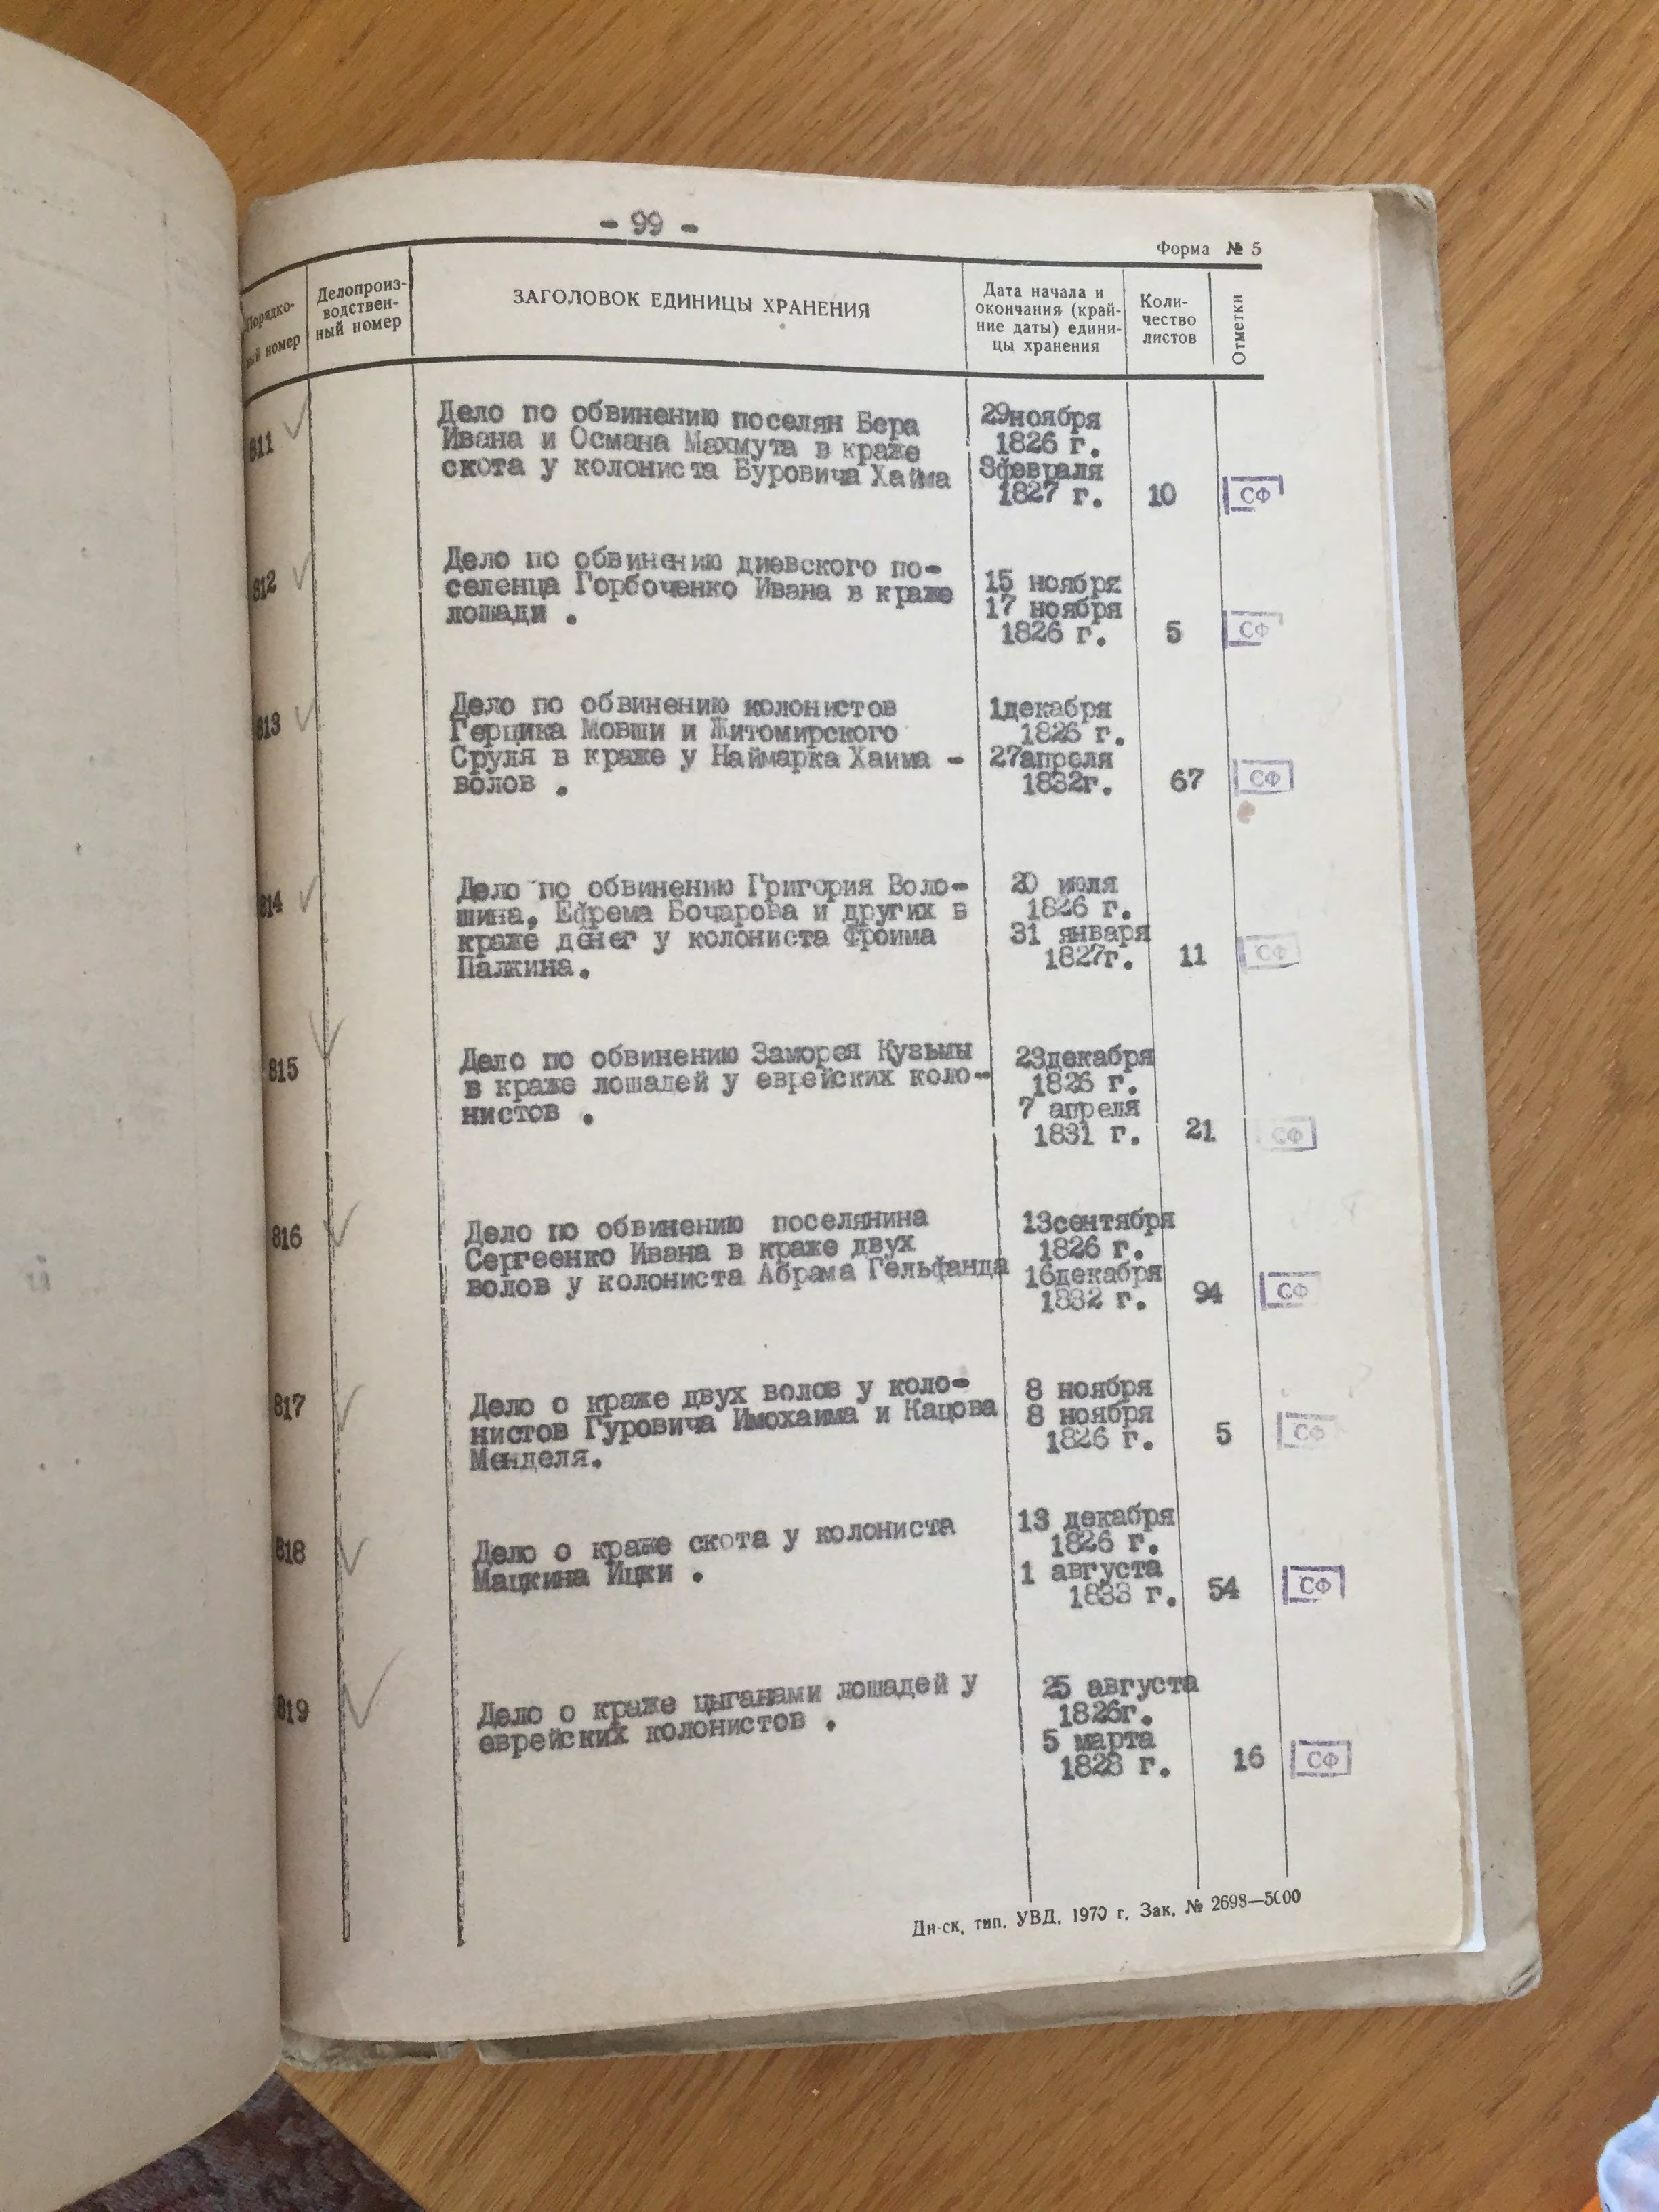 - 99 -
Форма № 5
Порядко-
ый номер
Делопроиз-
водствен-
ный номер
ЗАГОЛОВОК ЕДИНИЦЫ ХРАНЕНИЯ
Дата начала и
окончания (край-
ние даты) едини-
цы хранения
Коли-
чество
листов
Отметки
811
Дело по обвинению поселян Бера
Ивана и Османа Махмута в краже
скота у колониста Буровича Хайма
29ноября
1826 г.
8февраля
1827 г.
10
СФ
812
Дело по обвинению диевского по-
селенца Горбоченко Ивана в краже
лошади .
15 ноября
17 ноября
1826 г.
5
СФ
813
Дело по обвинению колонистов
Герцика Мовши и Житомирского
Сруля в краже у Наймарка Хаима -
волов .
1декабря
1826 г.
27апреля
1832г.
67
СФ
814
Дело по обвинению Григория Воло-
шина, Ефрема Бочарова и других в
краже денег у колониста Фроима
Палкина.
20 июля
1826 г.
31 января
1827г.
11
СФ
815
Дело по обвинению Заморея Кузьмы
в краже лошадей у еврейских коло-
нистов .
23декабря
1826 г.
7 апреля
1831 г.
21
СФ
816
Дело по обвинению поселянина
Сергеенко Ивана в краже двух
волов у колониста Абрама Гельфанда
13сентября
1826 г.
16декабря
1832 г.
94
СФ
817
Дело о краже двух волов у коло-
нистов Гуровича Имохаима и Кацова
Менделя.
8 ноября
8 ноября
1826 г.
5
СФ
818
Дело о краже скота у колониста
Мацкина Ицки .
13 декабря
1826 г.
1 августа
1833 г.
54
СФ
819
Дело о краже цыганами лошадей у
еврейских колонистов .
25 августа
1826г.
5 марта
1828 г.
16
СФ
Дн-ск, тип. УВД. 1970 г. Зак. № 2698—5000